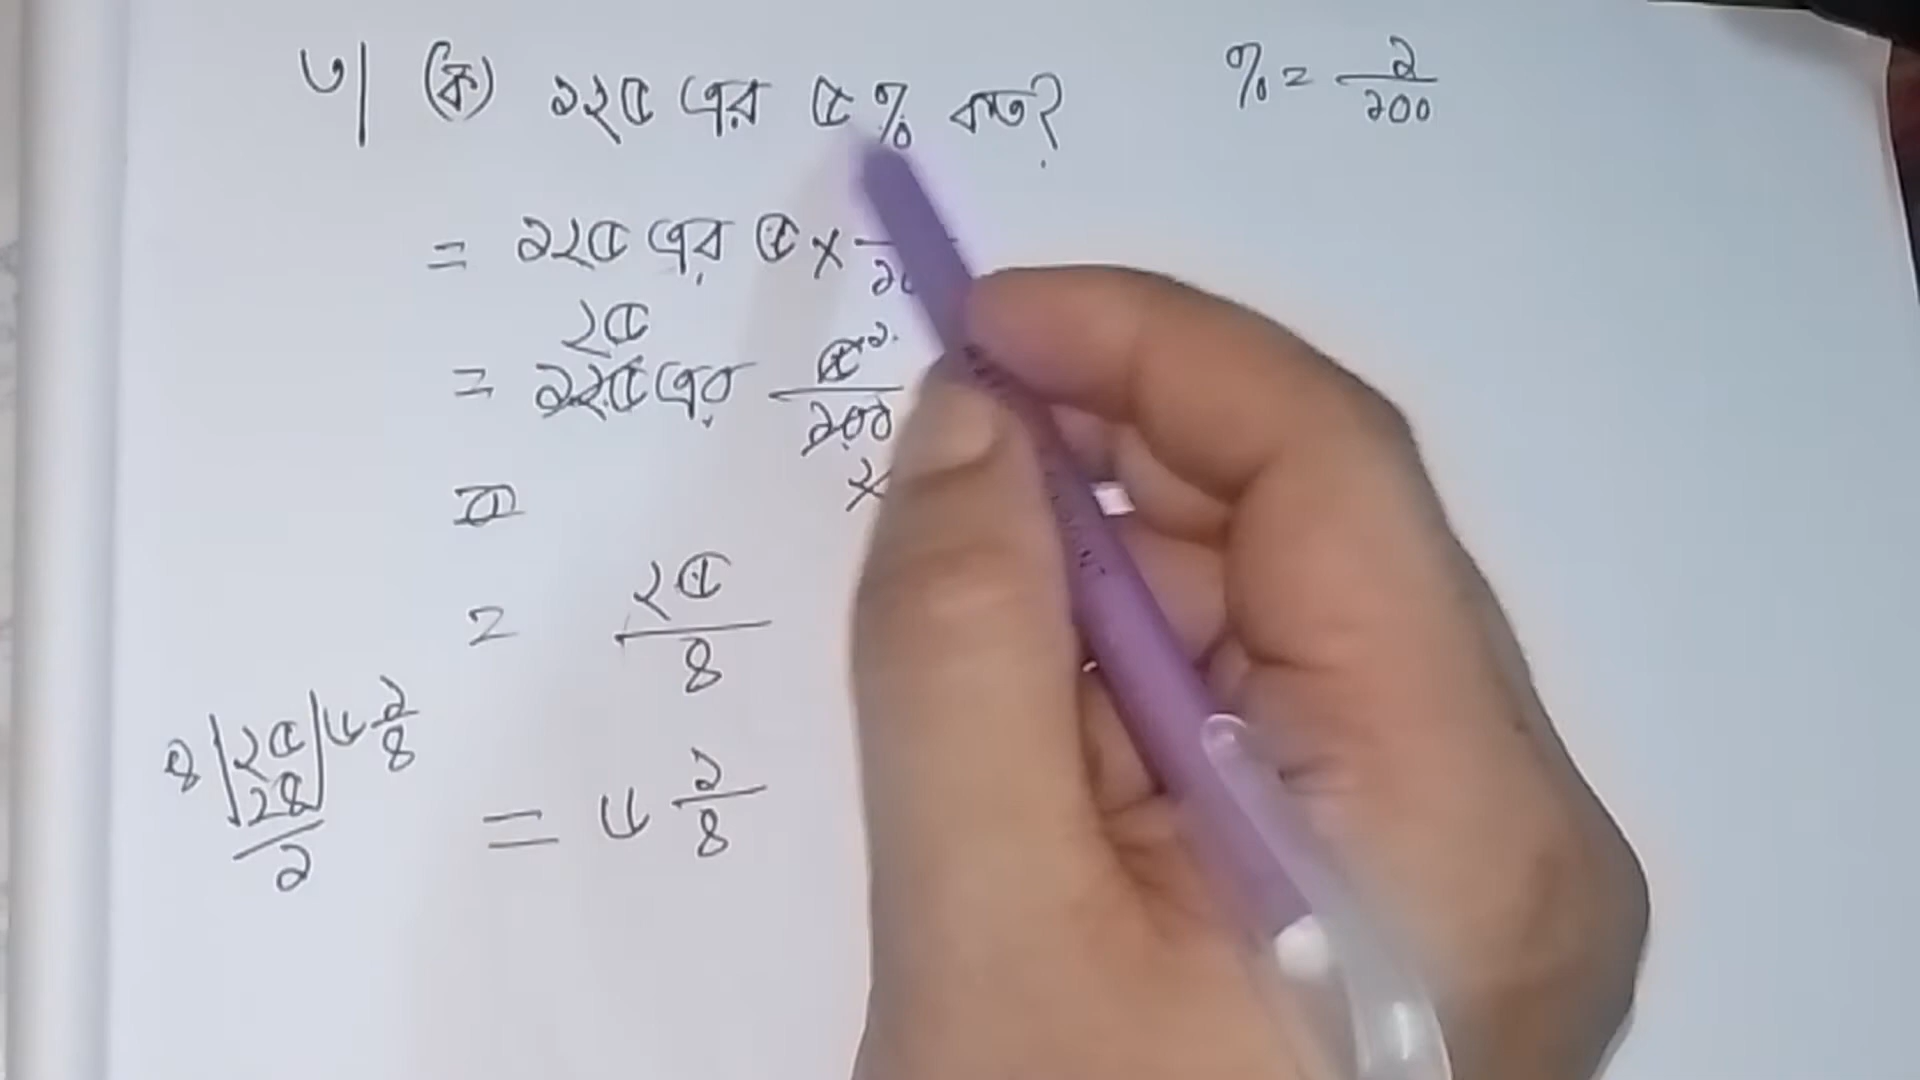 ৩| (ক) ১২৫ এর ৫% কত?
% = ১/১০০
= ১২৫ এর ৫ ×
২৫
= ১২৫ এর ৫/১০০
= ২৫/৪
৪ | ২৫ | ৬ ১/৪
২৪
১
= ৬ ১/৪